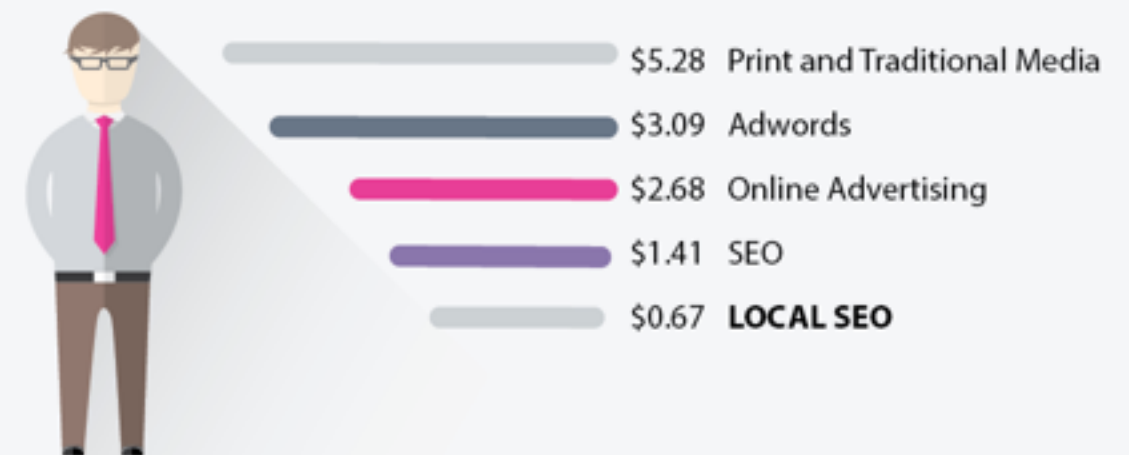 $5.28 Print and Traditional Media
$3.09 Adwords
$2.68 Online Advertising
$1.41 SEO
$0.67 LOCAL SEO